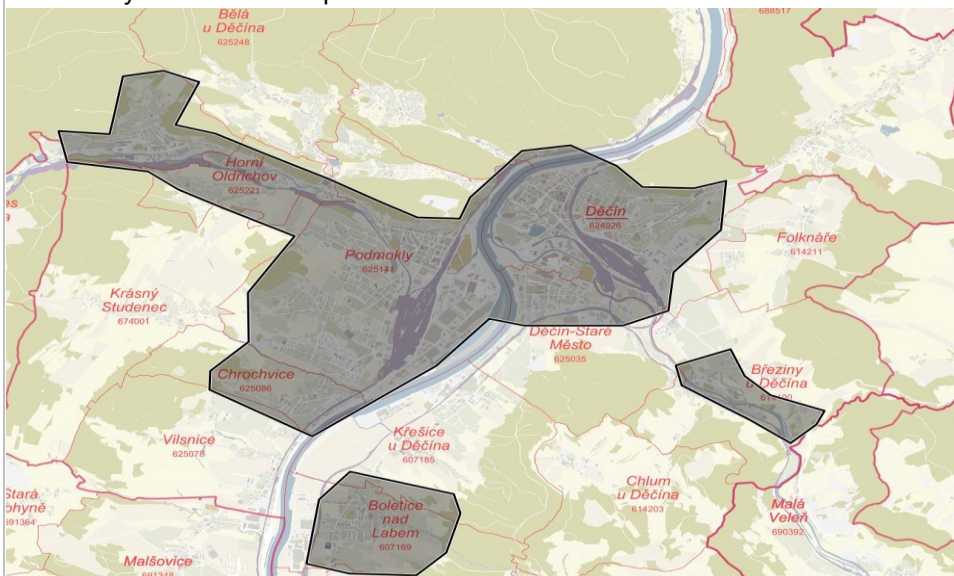 Bělá
u Děčína
625248
688517
Horní
Oldřichov
625221
Děčín
624926
Folknáře
614211
Podmokly
625141
Krásný
Studenec
674001
Děčín-Staré
Město
625035
Březiny
u Děčína
Chrochvice
625086
Vilsnice
625078
Křešice
u Děčína
607185
Chlum
u Děčína
614203
Stará
Boletice
nad
Labem
607169
Malá
Veleň
690392
Malšovice